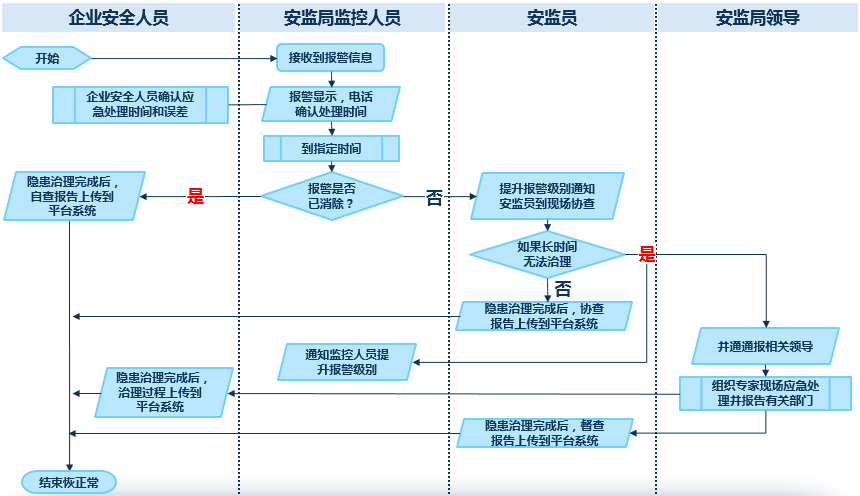 企业安全人员
安监局监控人员
安监员
安监局领导
开始
接收到报警信息
企业安全人员确认应
急处理时间和误差
报警显示，电话
确认处理时间
到指定时间
隐患治理完成后，
自查报告上传到
平台系统
是
报警是否
已消除？
否
提升报警级别通知
安监员到现场协查
如果长时间
无法治理
是
否
隐患治理完成后，协查
报告上传到平台系统
并通通报相关领导
通知监控人员提
升报警级别
隐患治理完成后，
治理过程上传到
平台系统
组织专家现场应急处
理并报告有关部门
隐患治理完成后，督查
报告上传到平台系统
结束恢正常